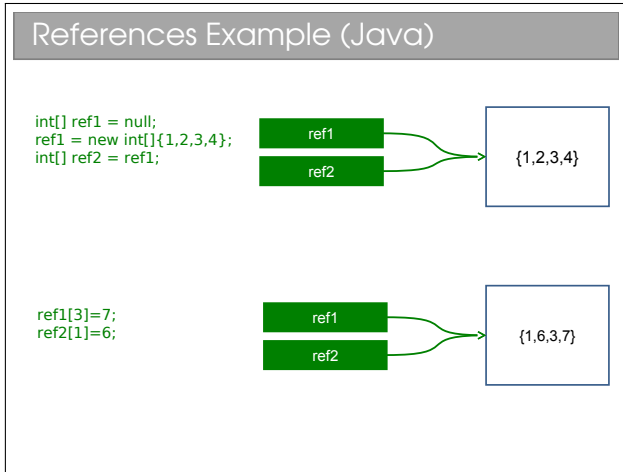 References Example (Java)
int[] ref1 = null;
ref1 = new int[]{1,2,3,4};
int[] ref2 = ref1;
ref1
ref2
{1,2,3,4}
ref1[3]=7;
ref2[1]=6;
ref1
ref2
{1,6,3,7}